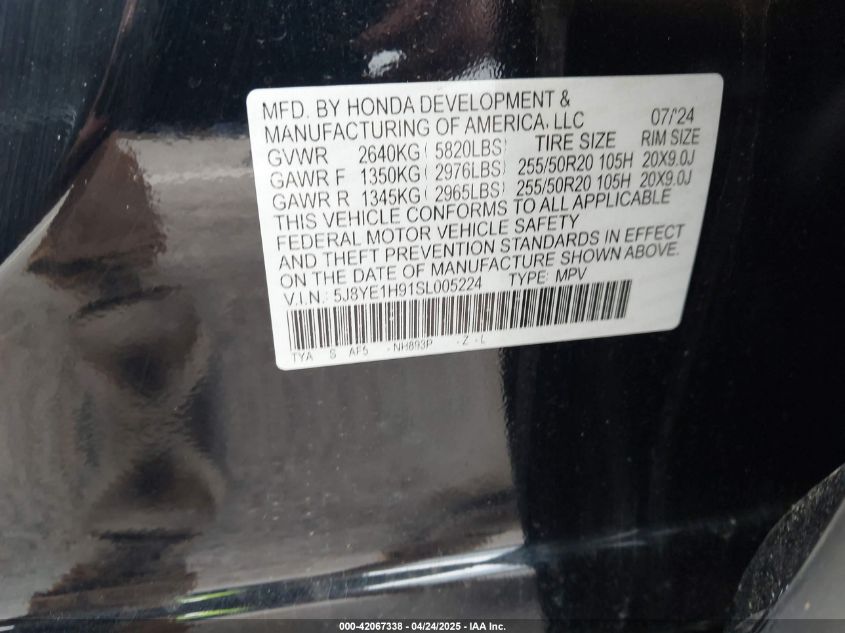 MFD. BY HONDA DEVELOPMENT &
MANUFACTURING OF AMERICA, LLC 07/'24
GVWR 2640KG ( 5820LBS) TIRE SIZE RIM SIZE
GAWR F 1350KG ( 2976LBS) 255/50R20 105H 20X9.0J
GAWR R 1345KG ( 2965LBS) 255/50R20 105H 20X9.0J
THIS VEHICLE CONFORMS TO ALL APPLICABLE
FEDERAL MOTOR VEHICLE SAFETY
AND THEFT PREVENTION STANDARDS IN EFFECT
ON THE DATE OF MANUFACTURE SHOWN ABOVE.
V.I.N.: 5J8YE1H91SL005224 TYPE: MPV
TYA S AF5 - NH893P - Z - L
000-42067338 - 04/24/2025 - IAA Inc.